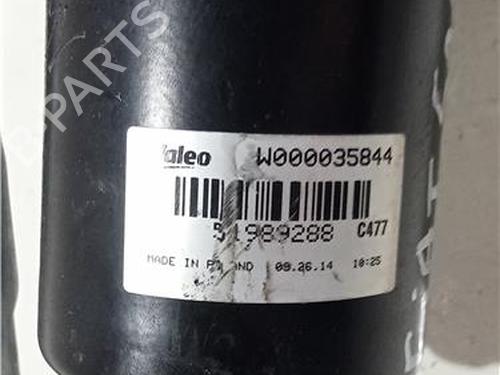 Valeo W000035844
51989288 C477
MADE IN POLAND 09.26.14 10:25
B-PARTS